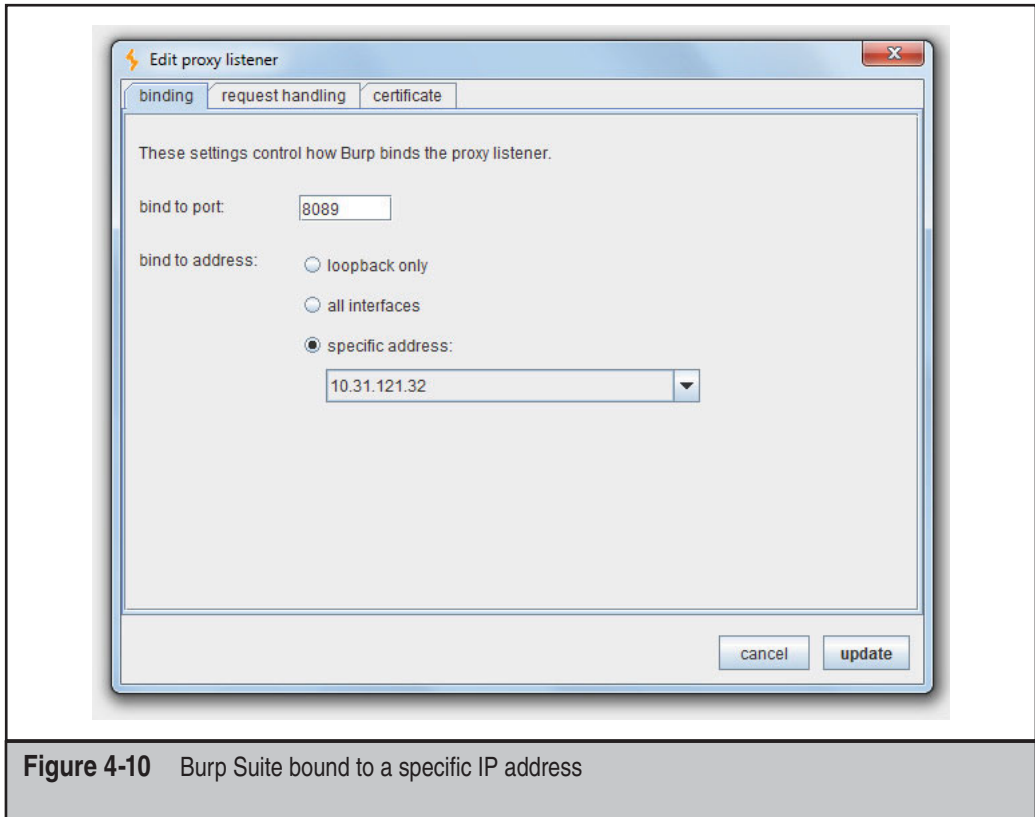 Edit proxy listener
binding request handling certificate
These settings control how Burp binds the proxy listener.
bind to port: 8089
bind to address: loopback only
all interfaces
specific address:
10.31.121.32
cancel update
Figure 4-10 Burp Suite bound to a specific IP address